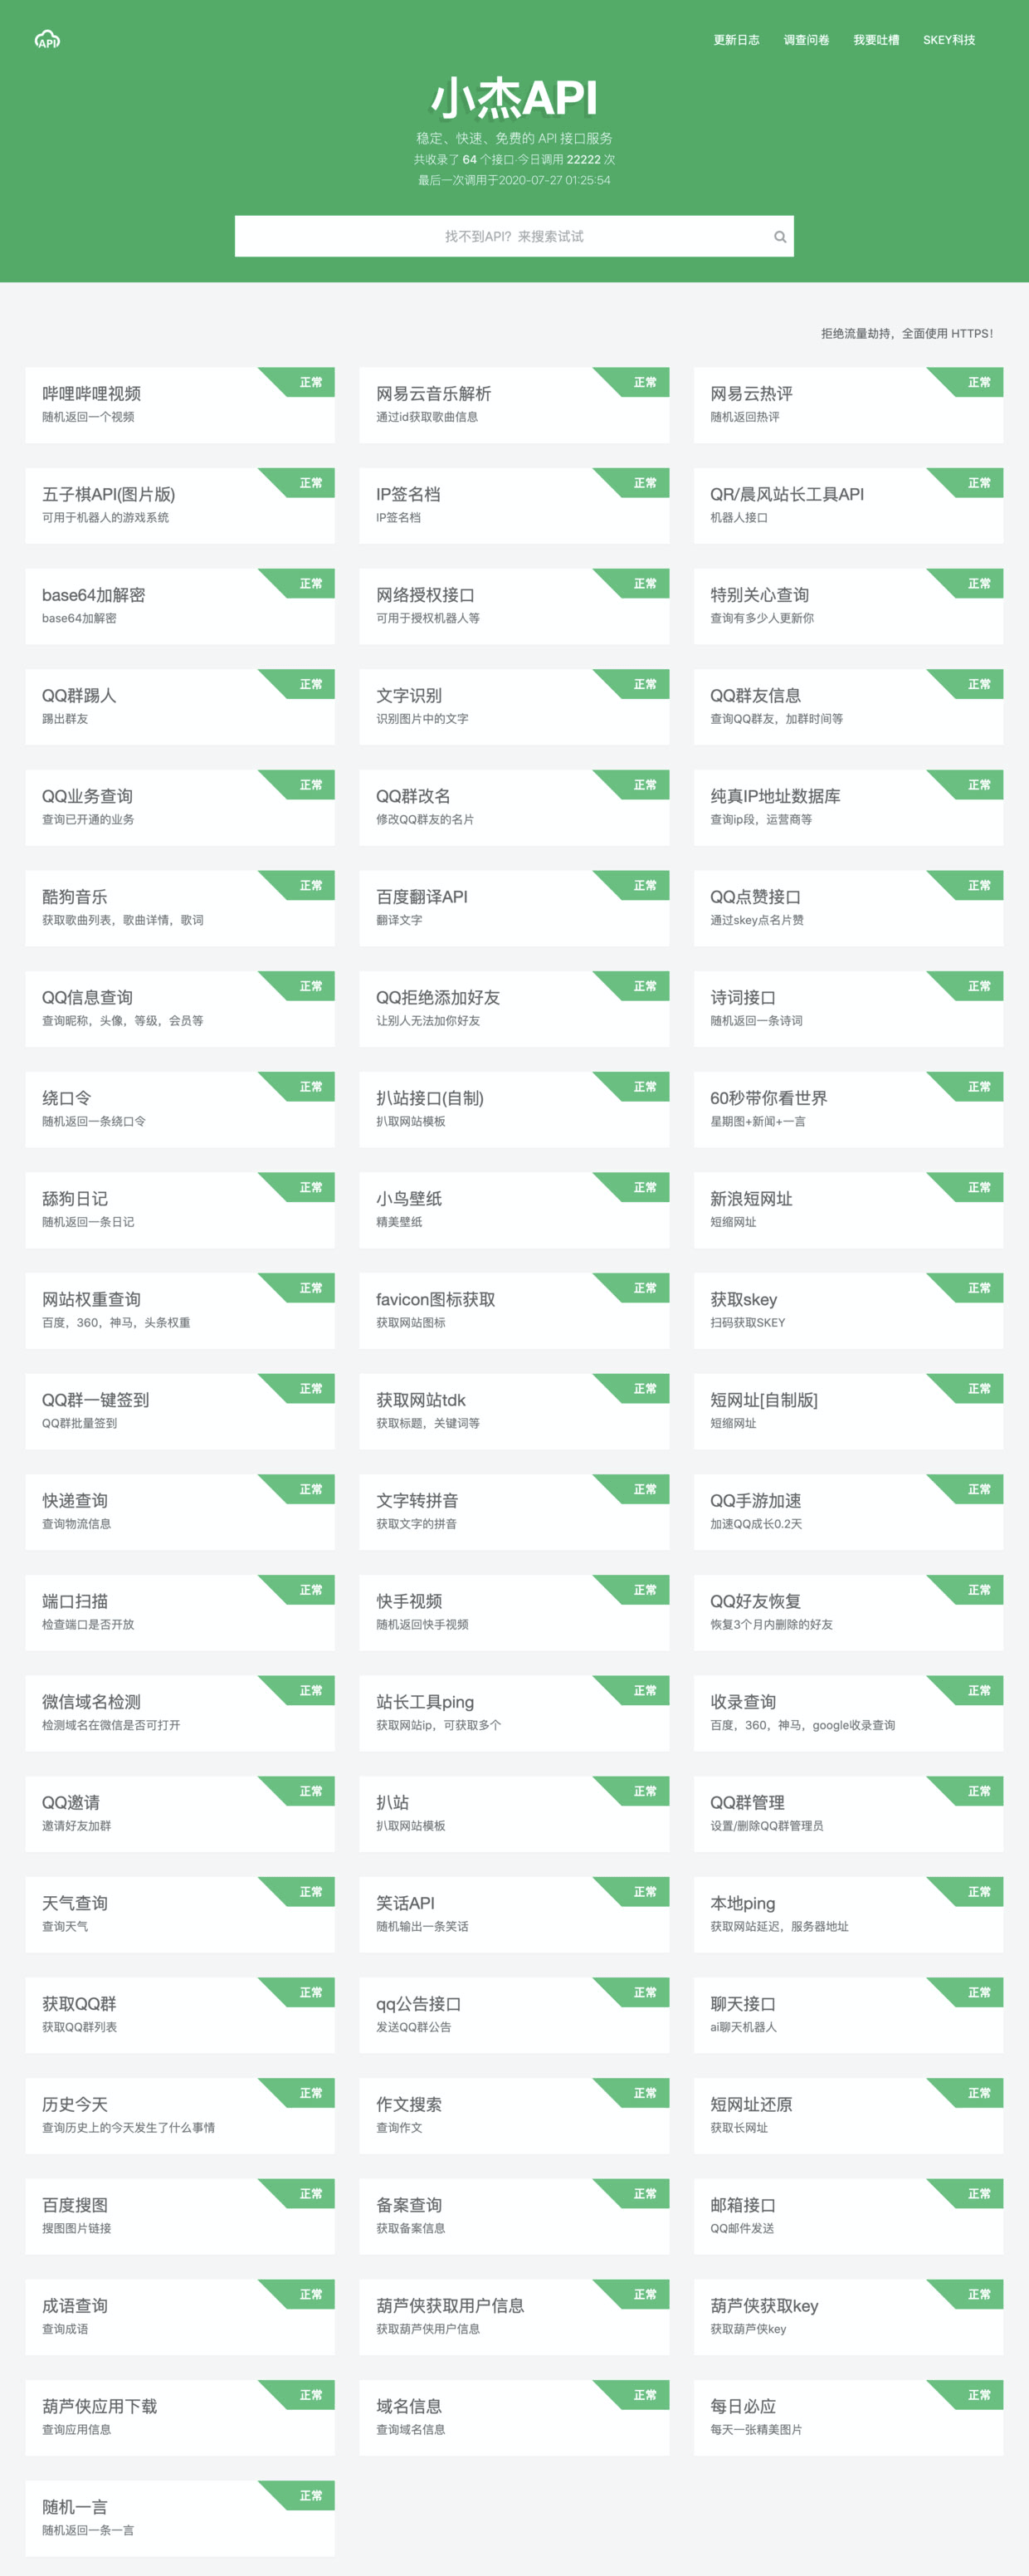 API
更新日志 调查问卷 我要吐槽 SKEY科技
小杰API
稳定、快速、免费的 API 接口服务
共收录了 64 个接口·今日调用 22222 次
最后一次调用于2020-07-27 01:25:54
找不到API？来搜索试试
拒绝流量劫持，全面使用 HTTPS！
哔哩哔哩视频
正常
随机返回一个视频
网易云音乐解析
正常
通过id获取歌曲信息
网易云热评
正常
随机返回热评
五子棋API(图片版)
正常
可用于机器人的游戏系统
IP签名档
正常
IP签名档
QR/晨风站长工具API
正常
机器人接口
base64加解密
正常
base64加解密
网络授权接口
正常
可用于授权机器人等
特别关心查询
正常
查询有多少人更新你
QQ群踢人
正常
踢出群友
文字识别
正常
识别图片中的文字
QQ群友信息
正常
查询QQ群友，加群时间等
QQ业务查询
正常
查询已开通的业务
QQ群改名
正常
修改QQ群友的名片
纯真IP地址数据库
正常
查询ip段，运营商等
酷狗音乐
正常
获取歌曲列表，歌曲详情，歌词
百度翻译API
正常
翻译文字
QQ点赞接口
正常
通过skey点名片赞
QQ信息查询
正常
查询昵称，头像，等级，会员等
QQ拒绝添加好友
正常
让别人无法加你好友
诗词接口
正常
随机返回一条诗词
绕口令
正常
随机返回一条绕口令
扒站接口(自制)
正常
扒取网站模板
60秒带你看世界
正常
星期图+新闻+一言
舔狗日记
正常
随机返回一条日记
小鸟壁纸
正常
精美壁纸
新浪短网址
正常
短缩网址
网站权重查询
正常
百度，360，神马，头条权重
favicon图标获取
正常
获取网站图标
获取skey
正常
扫码获取SKEY
QQ群一键签到
正常
QQ群批量签到
获取网站tdk
正常
获取标题，关键词等
短网址[自制版]
正常
短缩网址
快递查询
正常
查询物流信息
文字转拼音
正常
获取文字的拼音
QQ手游加速
正常
加速QQ成长0.2天
端口扫描
正常
检查端口是否开放
快手视频
正常
随机返回快手视频
QQ好友恢复
正常
恢复3个月内删除的好友
微信域名检测
正常
检测域名在微信是否可打开
站长工具ping
正常
获取网站ip，可获取多个
收录查询
正常
百度，360，神马，google收录查询
QQ邀请
正常
邀请好友加群
扒站
正常
扒取网站模板
QQ群管理
正常
设置/删除QQ群管理员
天气查询
正常
查询天气
笑话API
正常
随机输出一条笑话
本地ping
正常
获取网站延迟，服务器地址
获取QQ群
正常
获取QQ群列表
qq公告接口
正常
发送QQ群公告
聊天接口
正常
ai聊天机器人
历史今天
正常
查询历史上的今天发生了什么事情
作文搜索
正常
查询作文
短网址还原
正常
获取长网址
百度搜图
正常
搜图图片链接
备案查询
正常
获取备案信息
邮箱接口
正常
QQ邮件发送
成语查询
正常
查询成语
葫芦侠获取用户信息
正常
获取葫芦侠用户信息
葫芦侠获取key
正常
获取葫芦侠key
葫芦侠应用下载
正常
查询应用信息
域名信息
正常
查询域名信息
每日必应
正常
每天一张精美图片
随机一言
正常
随机返回一条一言